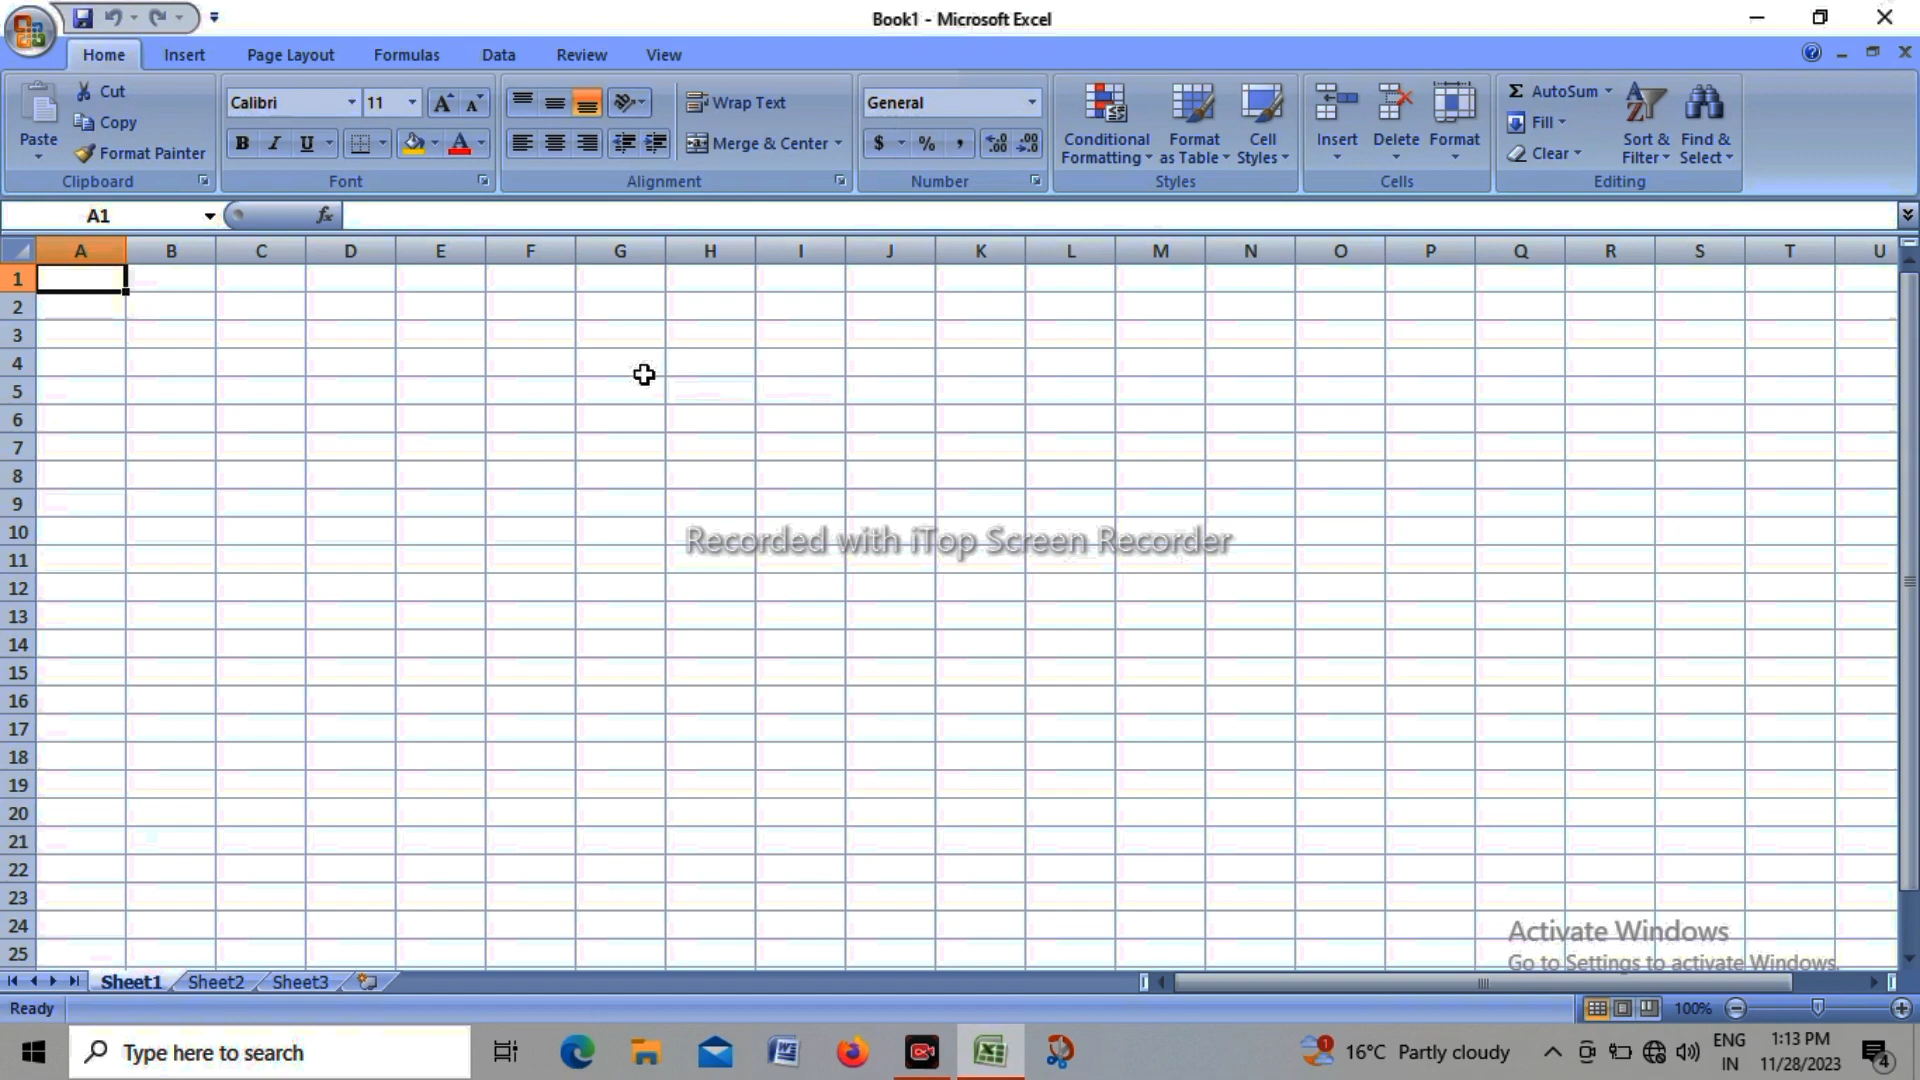 Book1 - Microsoft Excel
Home Insert Page Layout Formulas Data Review View
Paste
Cut
Copy
Format Painter
Clipboard
Calibri 11
B I U
Font
Wrap Text
Merge & Center
Alignment
General
$ % ,
Number
Conditional Formatting
Format as Table
Cell Styles
Styles
Insert Delete Format
Cells
Σ AutoSum
Fill
Clear
Sort & Filter
Find & Select
Editing
A1 fx
A B C D E F G H I J K L M N O P Q R S T U
1
2
3
4
5
6
7
8
9
10
11
12
13
14
15
16
17
18
19
20
21
22
23
24
25
Recorded with iTop Screen Recorder
Activate Windows
Go to Settings to activate Windows.
Sheet1 Sheet2 Sheet3
Ready 100%
Type here to search
16°C Partly cloudy
ENG
IN
1:13 PM
11/28/2023
4